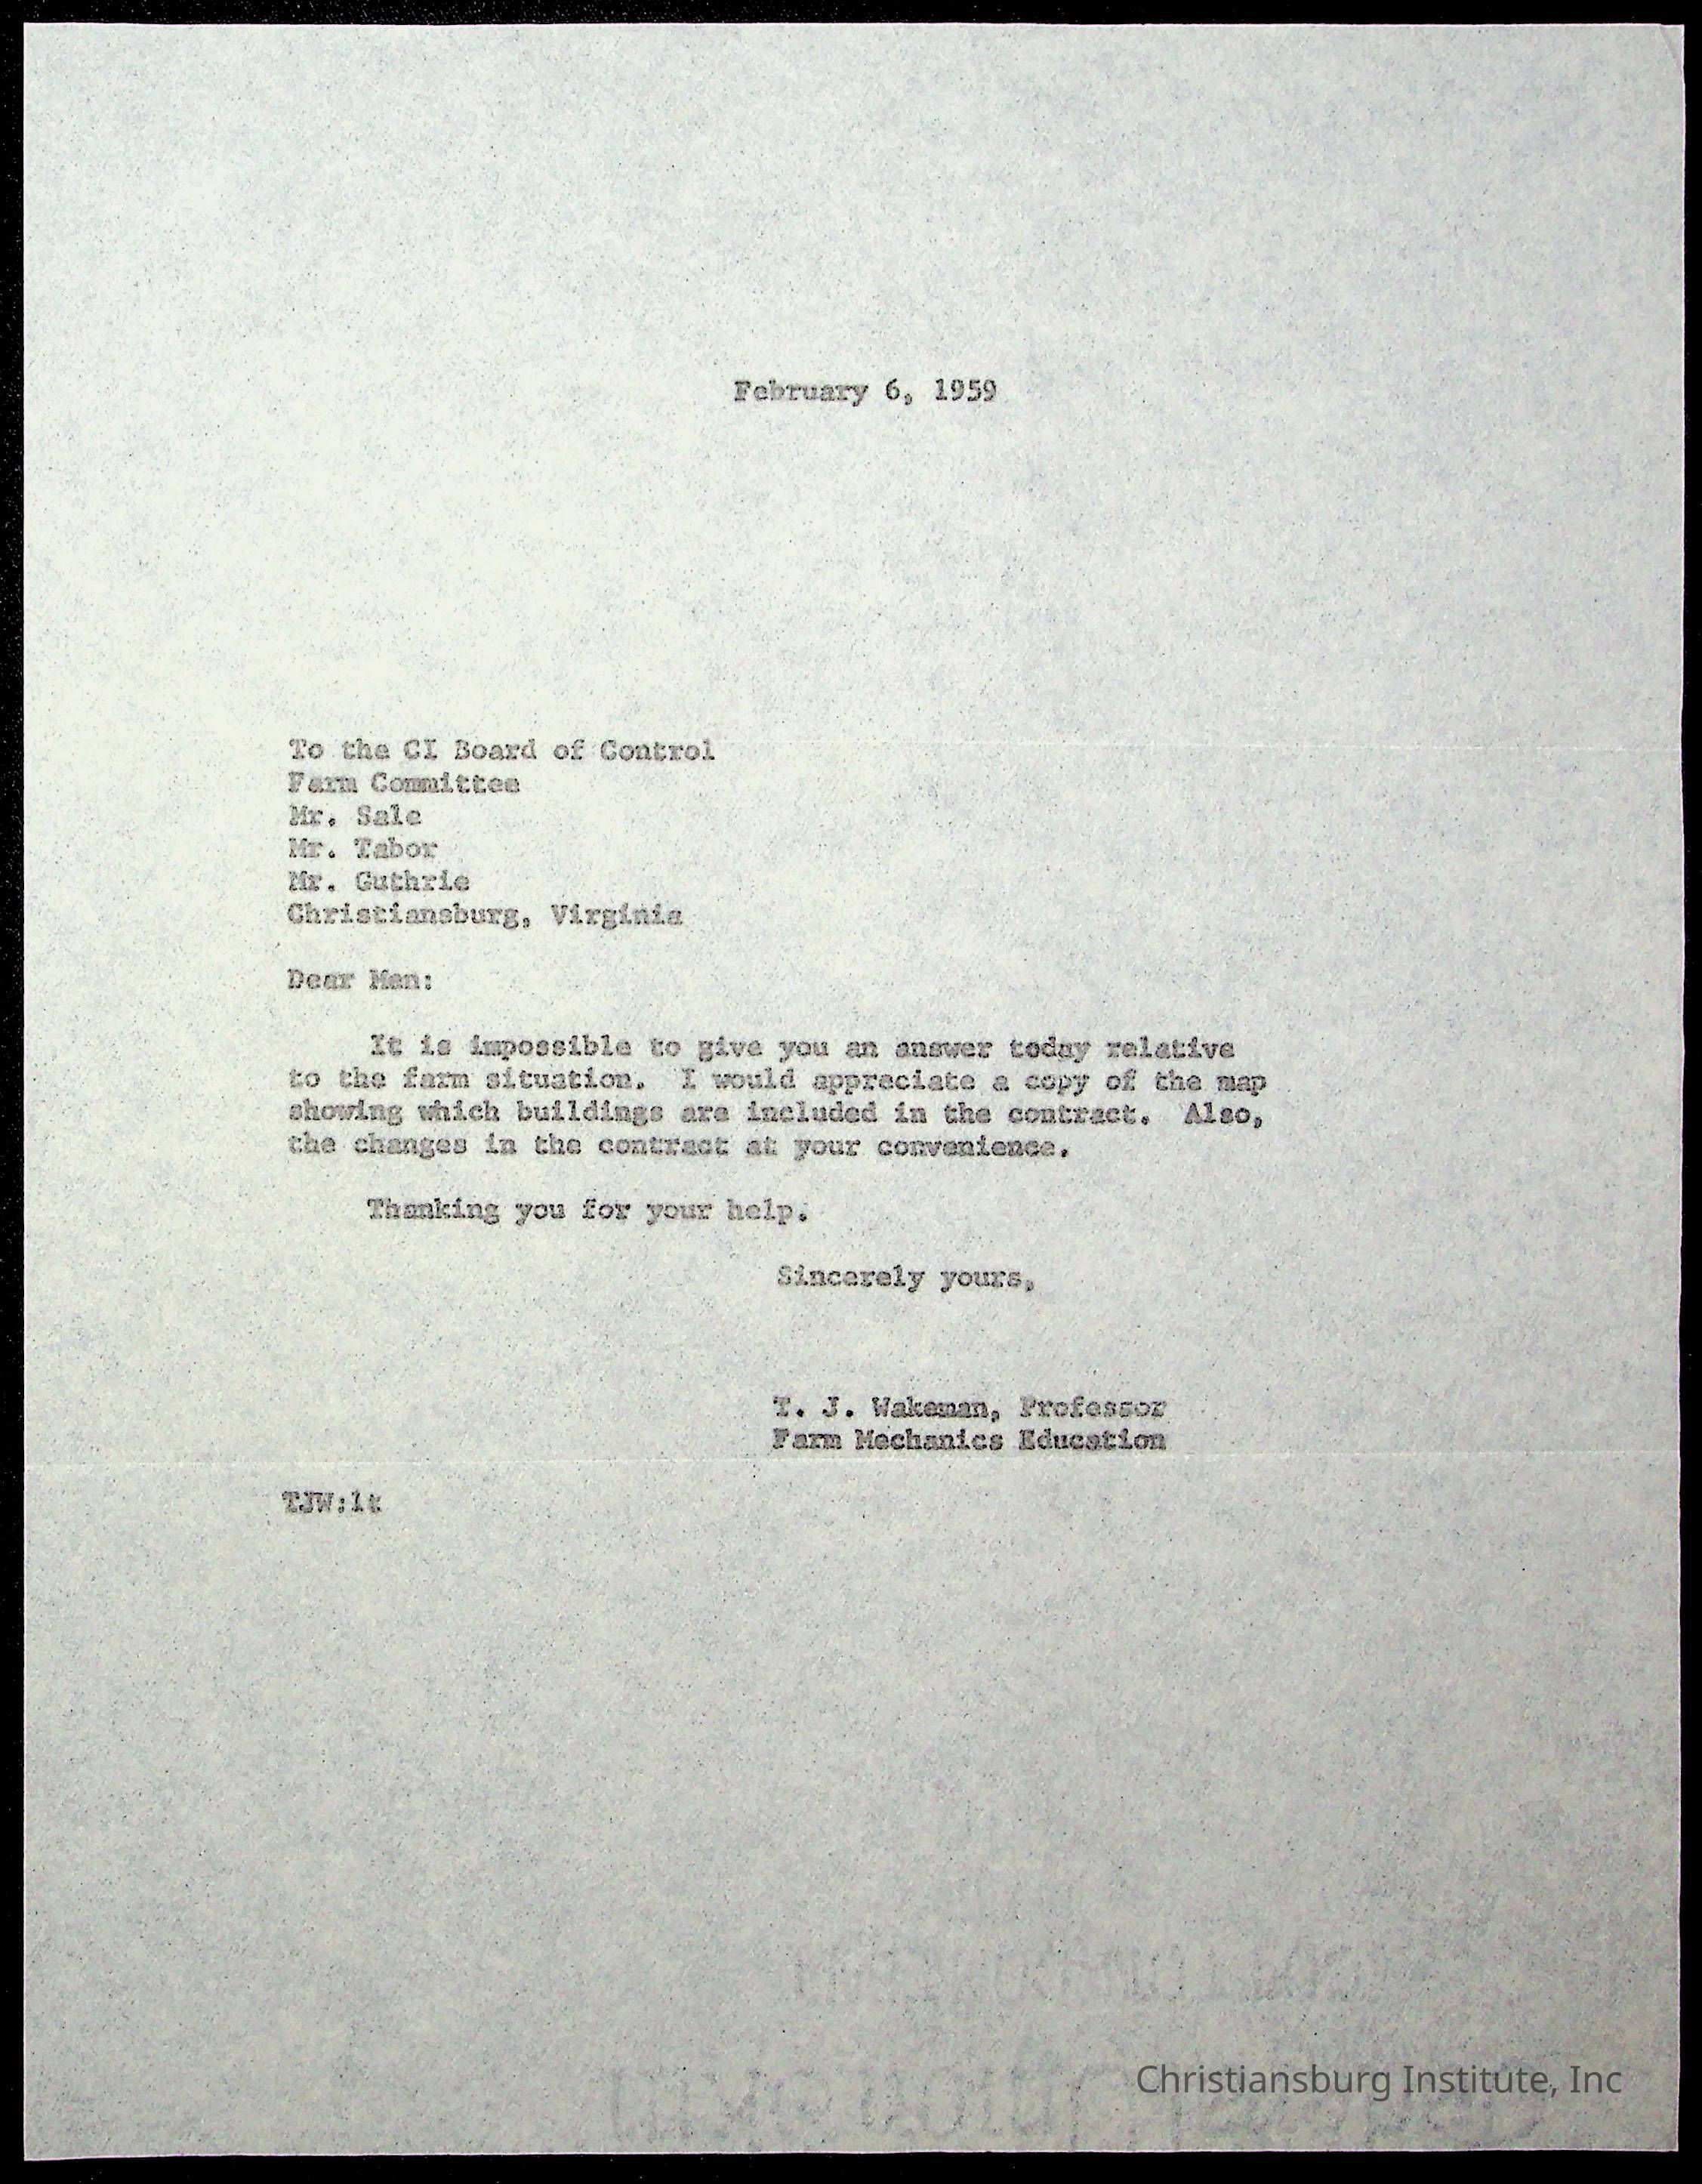 February 6, 1959
To the CI Board of Control
Farm Committee
Mr. Sale
Mr. Tabor
Mr. Guthrie
Christiansburg, Virginia
Dear Men:
It is impossible to give you an answer today relative
to the farm situation. I would appreciate a copy of the map
showing which buildings are included in the contract. Also,
the changes in the contract at your convenience.
Thanking you for your help.
Sincerely yours,
T. J. Wakeman, Professor
Farm Mechanics Education
TJW:lt
Christiansburg Institute, Inc